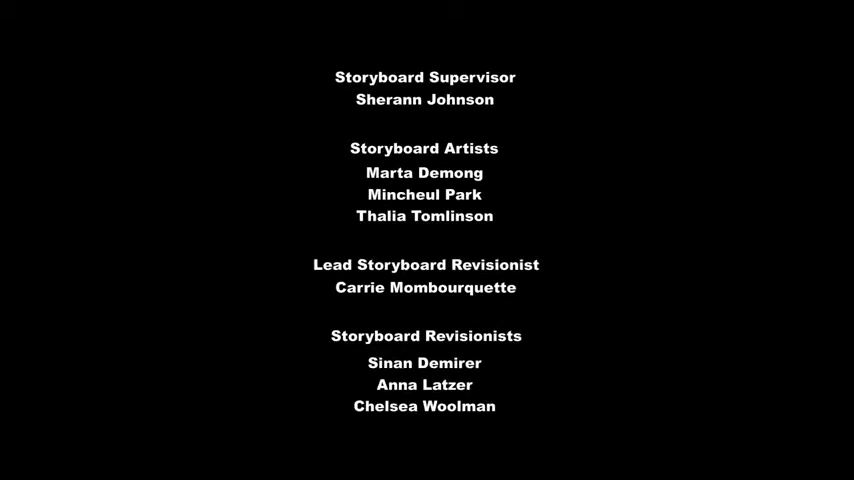 Storyboard Supervisor
Sherann Johnson
Storyboard Artists
Marta Demong
Mincheul Park
Thalia Tomlinson
Lead Storyboard Revisionist
Carrie Mombourquette
Storyboard Revisionists
Sinan Demirer
Anna Latzer
Chelsea Woolman